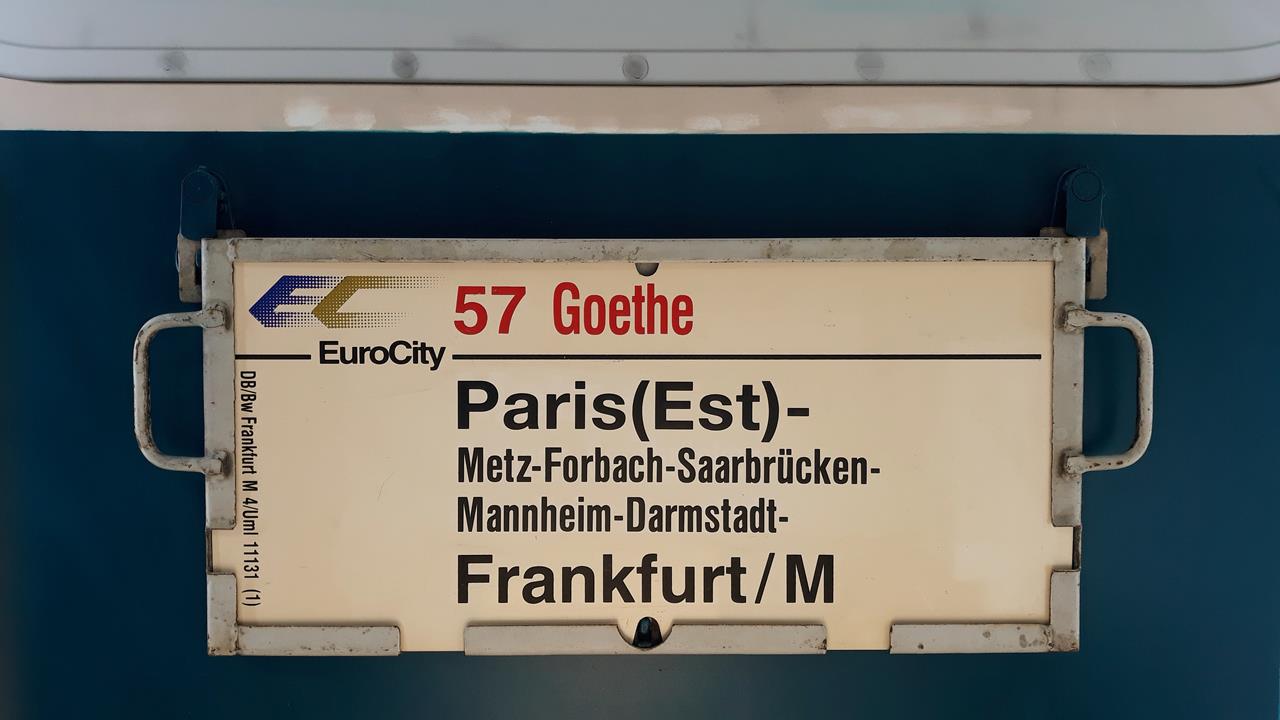 EC 57 Goethe
EuroCity
Paris(Est)-
Metz-Forbach-Saarbrücken-
Mannheim-Darmstadt-
Frankfurt/M
DB/Bw Frankfurt M 4/Uml 11131 (1)